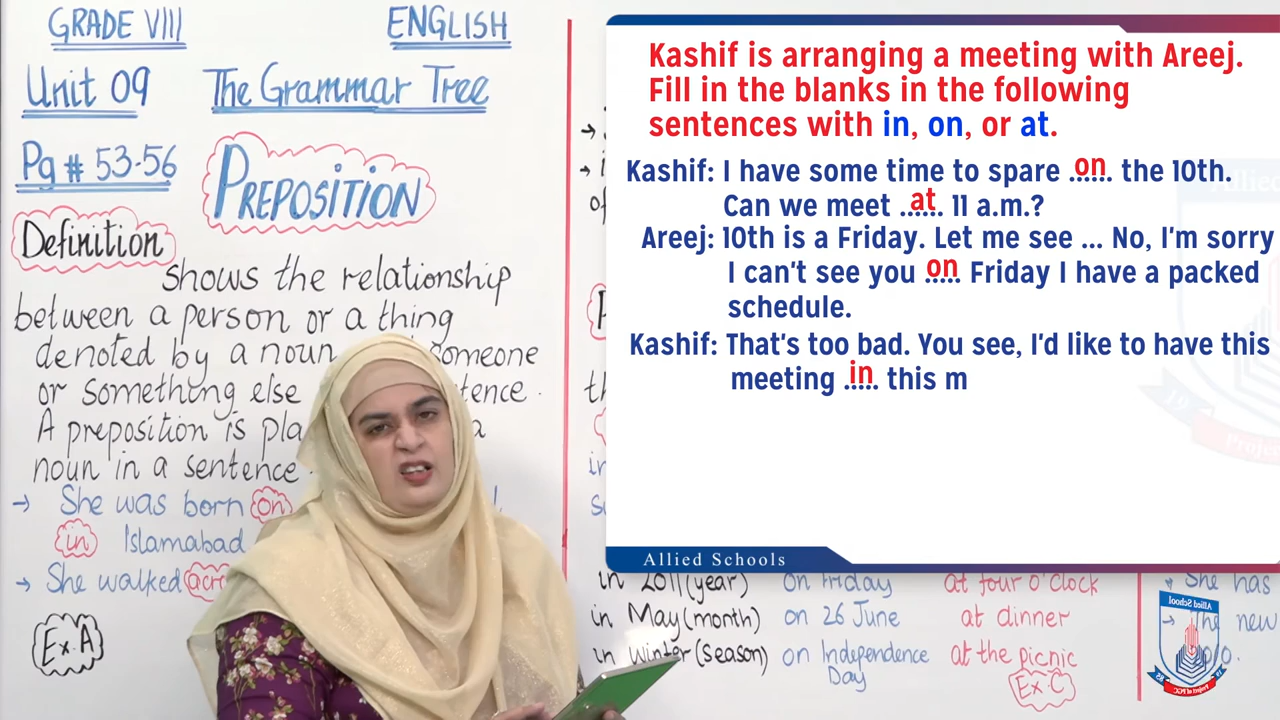 GRADE VIII
ENGLISH
Unit 09
The Grammar Tree
Pg # 53-56
PREPOSITION
Definition
shows the relationship
between a person or a thing
denoted by a noun someone
or something else
A preposition is a
noun in a sentence.
→ She was born on
in Islamabad
→ She walked
Ex. A
Kashif is arranging a meeting with Areej.
Fill in the blanks in the following
sentences with in, on, or at.
Kashif: I have some time to spare ..on.. the 10th.
Can we meet ..at.. 11 a.m.?
Areej: 10th is a Friday. Let me see ... No, I'm sorry
I can't see you ..on.. Friday I have a packed
schedule.
Kashif: That's too bad. You see, I'd like to have this
meeting ..in.. this m
Allied Schools
in 2011(year) on Friday at four o'clock
in May(month) on 26 June at dinner
in Winter(season) on Independence Day at the picnic
Ex. C
→ She has
→ The new
Allied School
Project of PGC